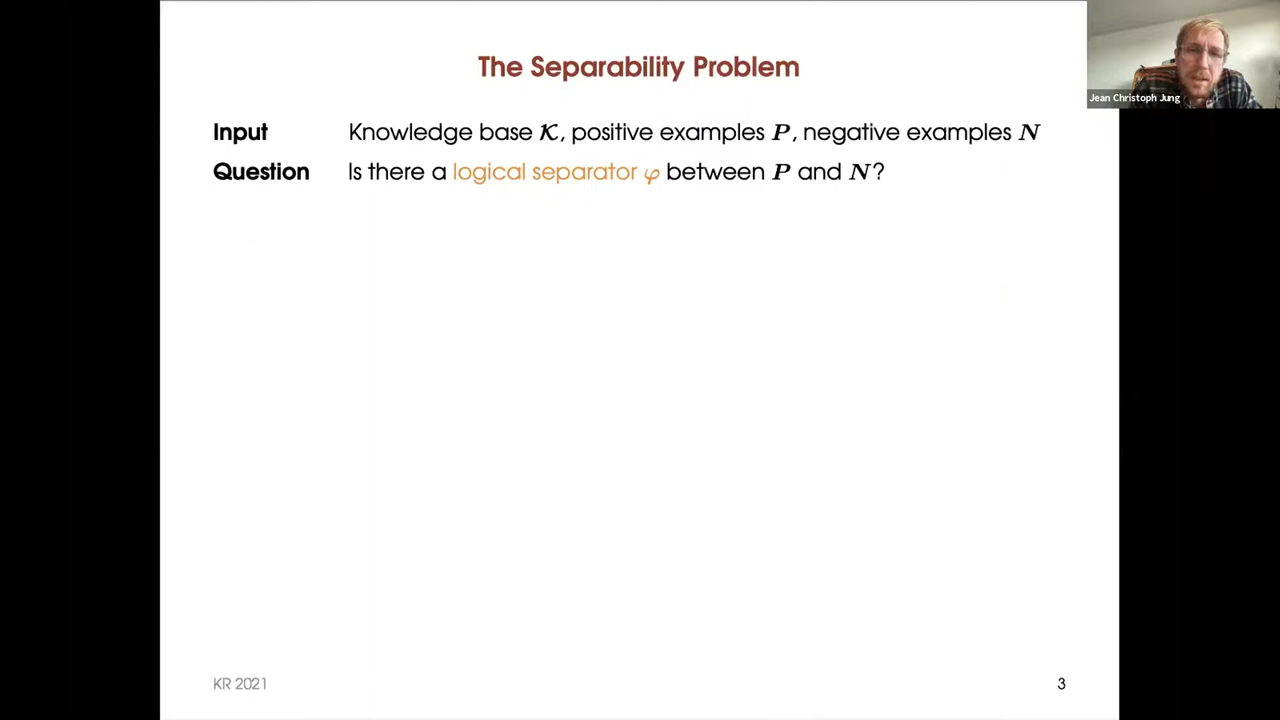 The Separability Problem
Jean Christoph Jung
Input Knowledge base 𝒦, positive examples P, negative examples N
Question Is there a logical separator φ between P and N?
KR 2021
3